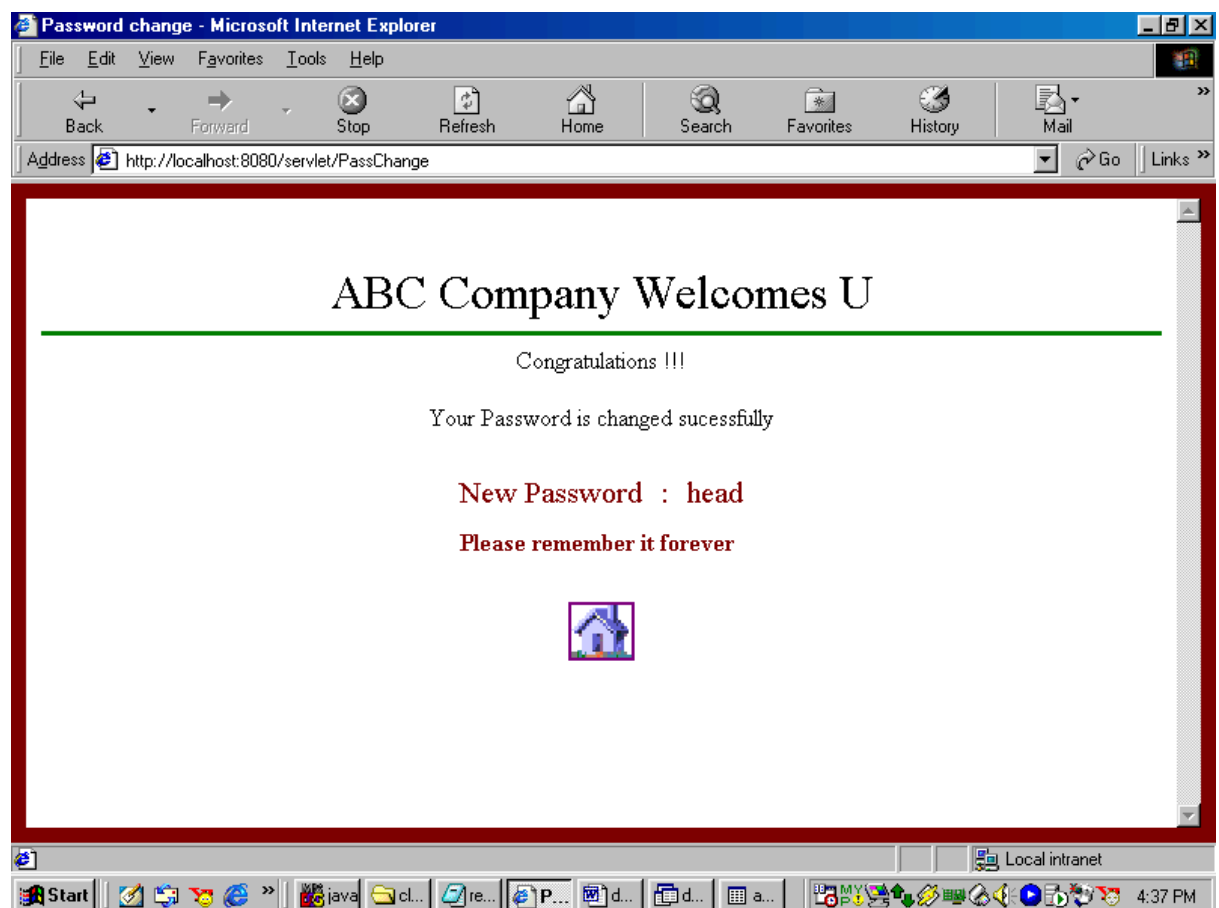 Password change - Microsoft Internet Explorer
File Edit View Favorites Tools Help
Back Forward Stop Refresh Home Search Favorites History Mail »
Address http://localhost:8080/servlet/PassChange Go Links »
ABC Company Welcomes U
Congratulations !!!
Your Password is changed sucessfully
New Password : head
Please remember it forever
Local intranet
Start » java cl... re... P... d... d... a... 4:37 PM